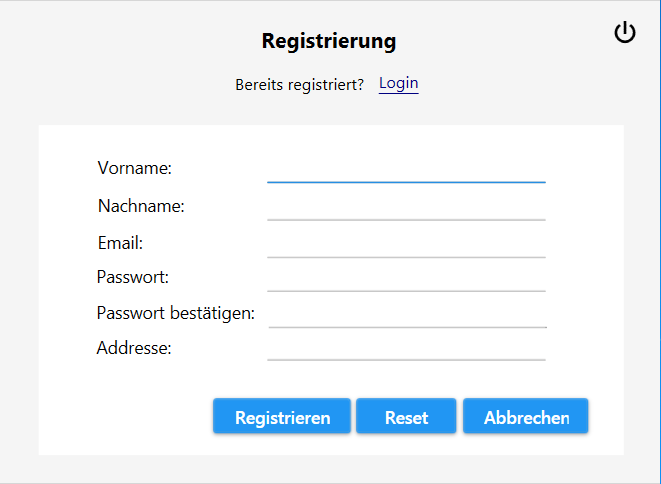 Registrierung
Bereits registriert? Login
Vorname:
Nachname:
Email:
Passwort:
Passwort bestätigen:
Addresse:
Registrieren Reset Abbrechen